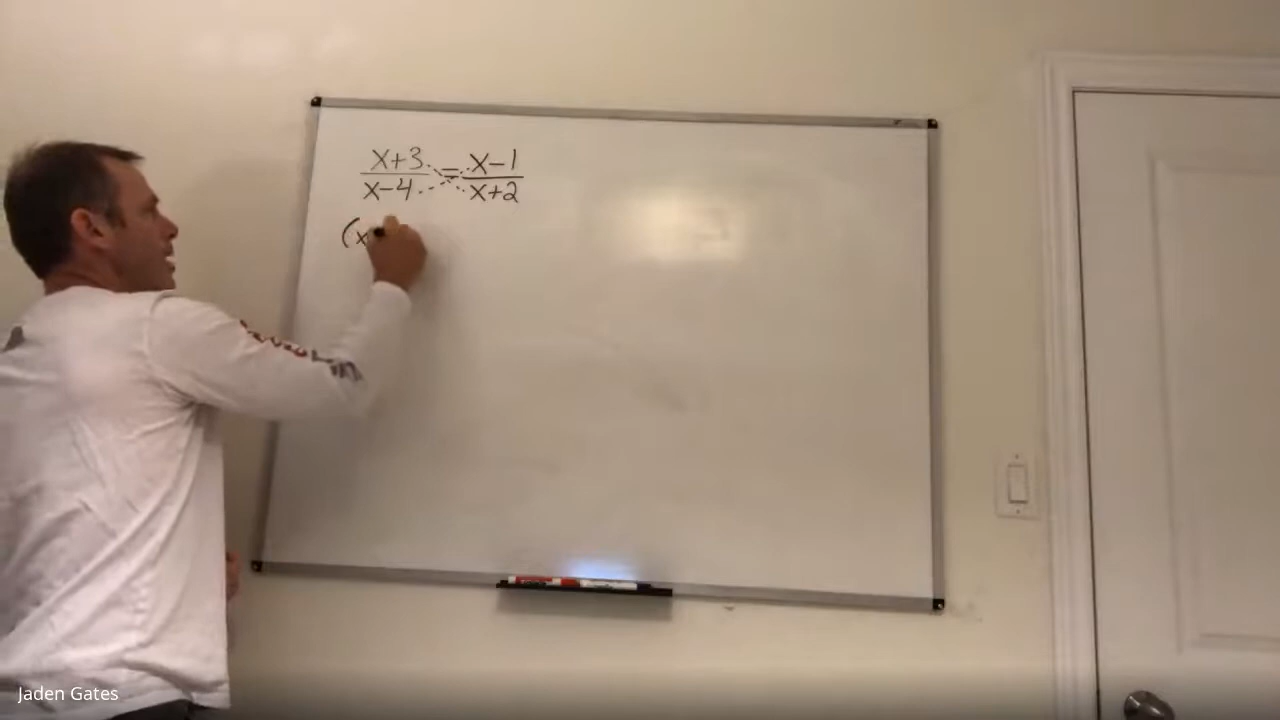 x+3 = x-1
x-4 x+2
(x
Jaden Gates